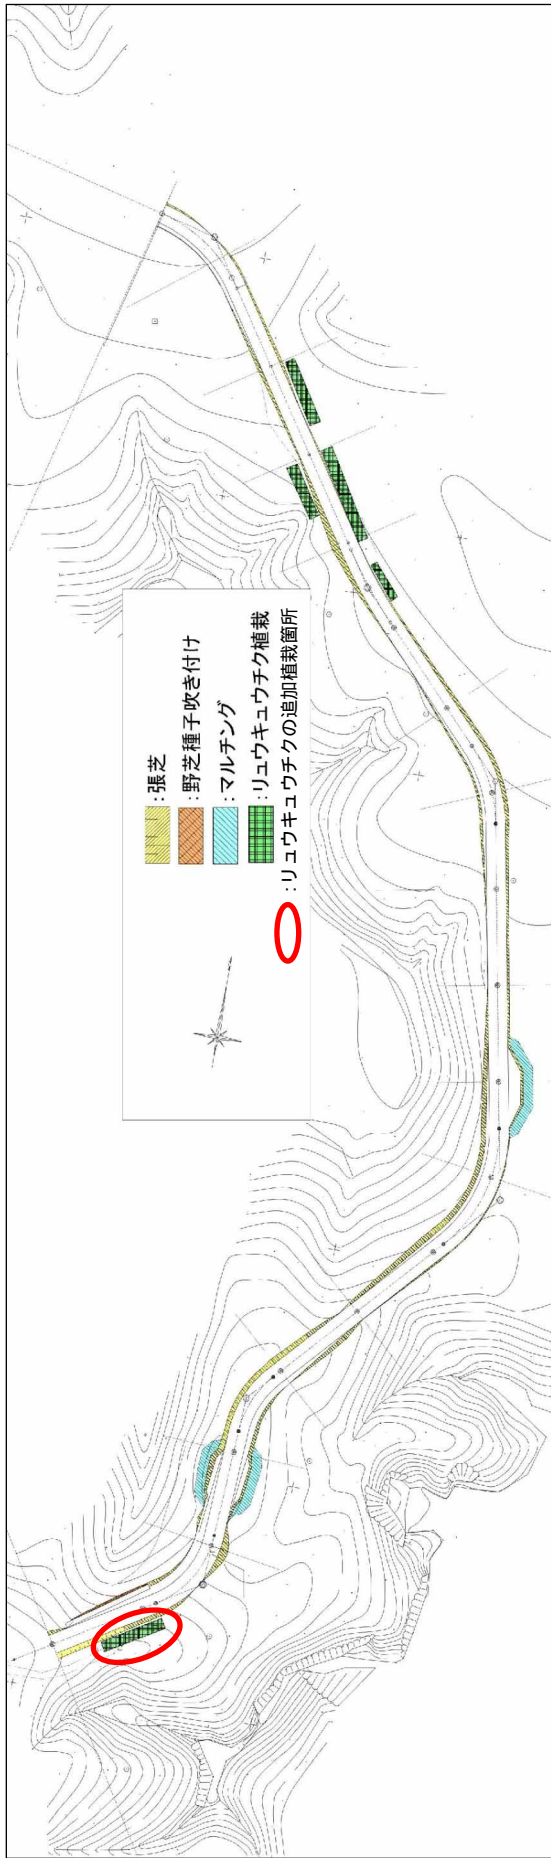 :張芝
:野芝種子吹き付け
:マルチング
:リュウキュウチク植栽
:リュウキュウチクの追加植栽箇所